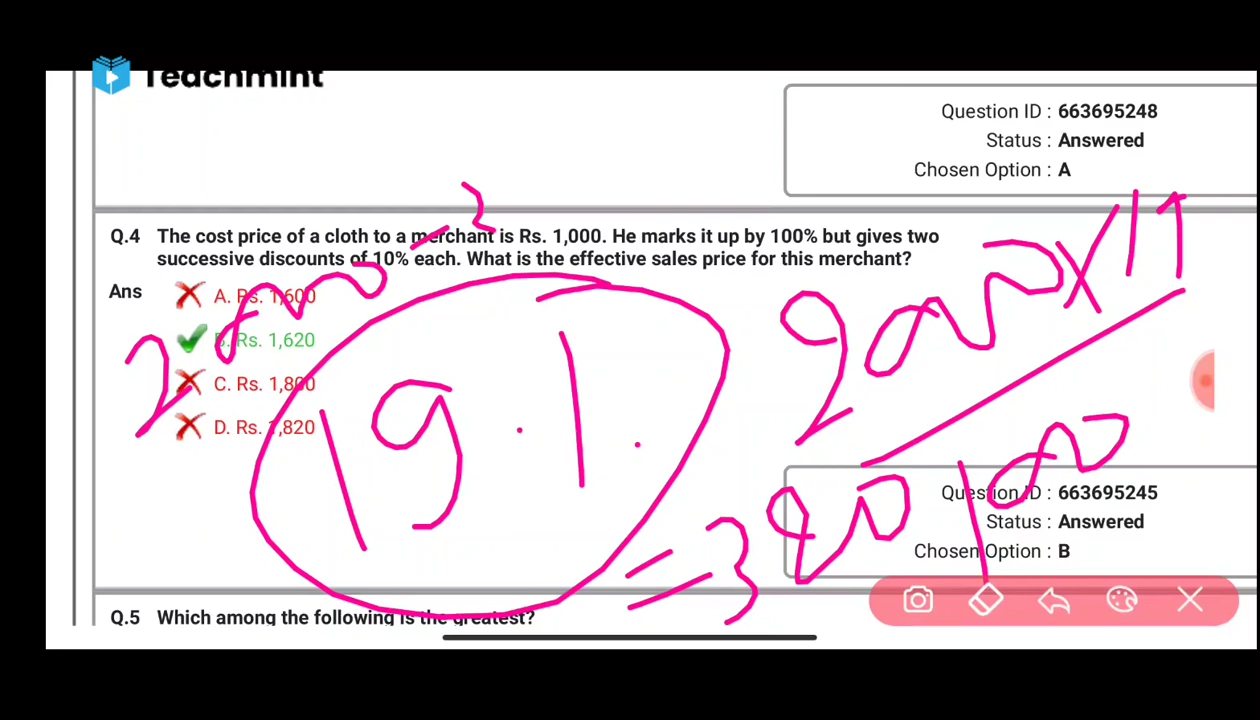 Teachmint
Question ID : 663695248
Status : Answered
Chosen Option : A
Q.4 The cost price of a cloth to a merchant is Rs. 1,000. He marks it up by 100% but gives two
successive discounts of 10% each. What is the effective sales price for this merchant?
Ans
A. Rs. 1,600
B. Rs. 1,620
C. Rs. 1,800
D. Rs. 1,820
19.1.
Question ID : 663695245
Status : Answered
Chosen Option : B
Q.5 Which among the following is the greatest?